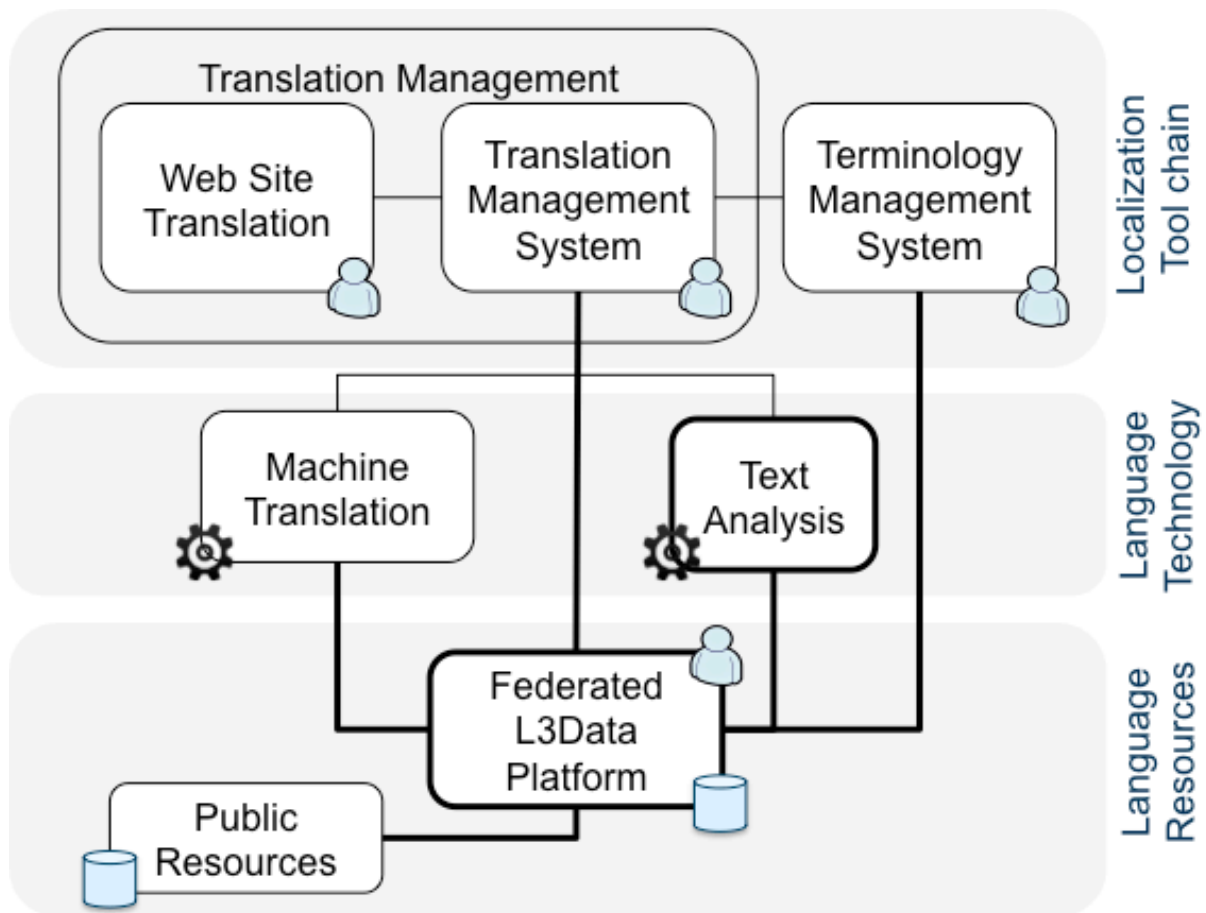 Translation Management
Web Site
Translation
Translation
Management
System
Terminology
Management
System
Localization
Tool chain
Machine
Translation
Text
Analysis
Language
Technology
Federated
L3Data
Platform
Public
Resources
Language
Resources